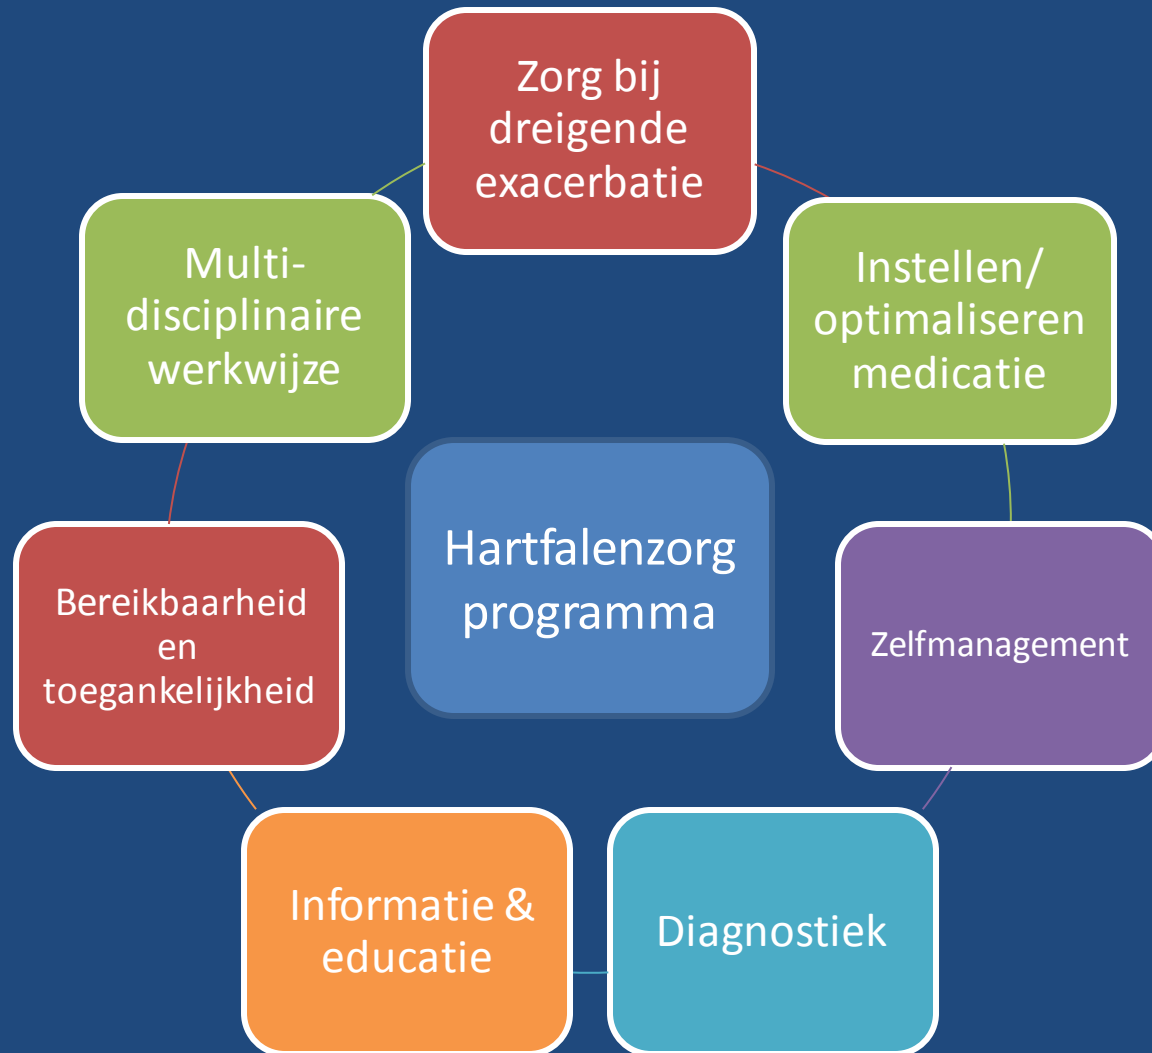 Zorg bij
dreigende
exacerbatie
Multi-
disciplinaire
werkwijze
Instellen/
optimaliseren
medicatie
Hartfalenzorg
programma
Bereikbaarheid
en
toegankelijkheid
Zelfmanagement
Informatie &
educatie
Diagnostiek